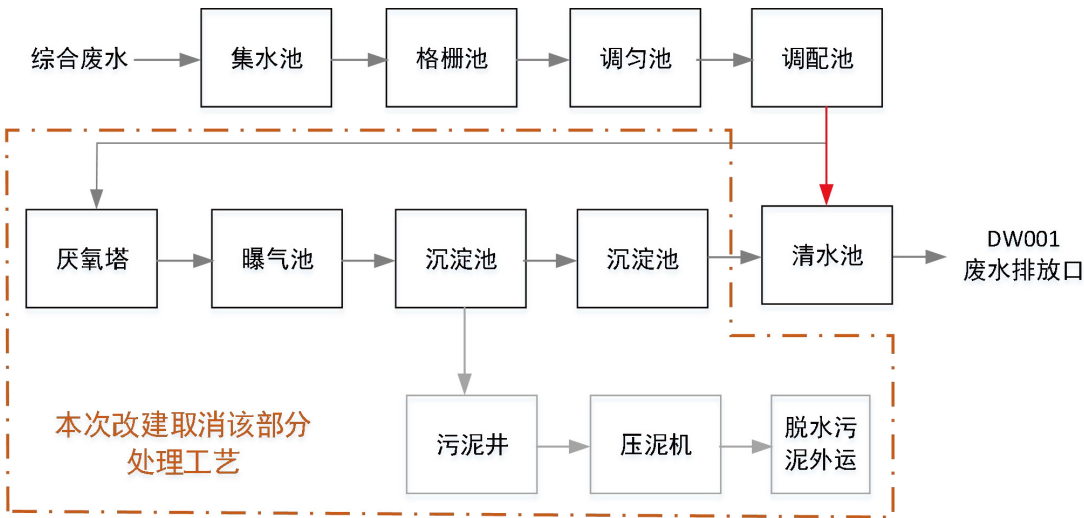 综合废水
集水池
格栅池
调匀池
调配池
厌氧塔
曝气池
沉淀池
沉淀池
清水池
DW001
废水排放口
本次改建取消该部分
处理工艺
污泥井
压泥机
脱水污
泥外运